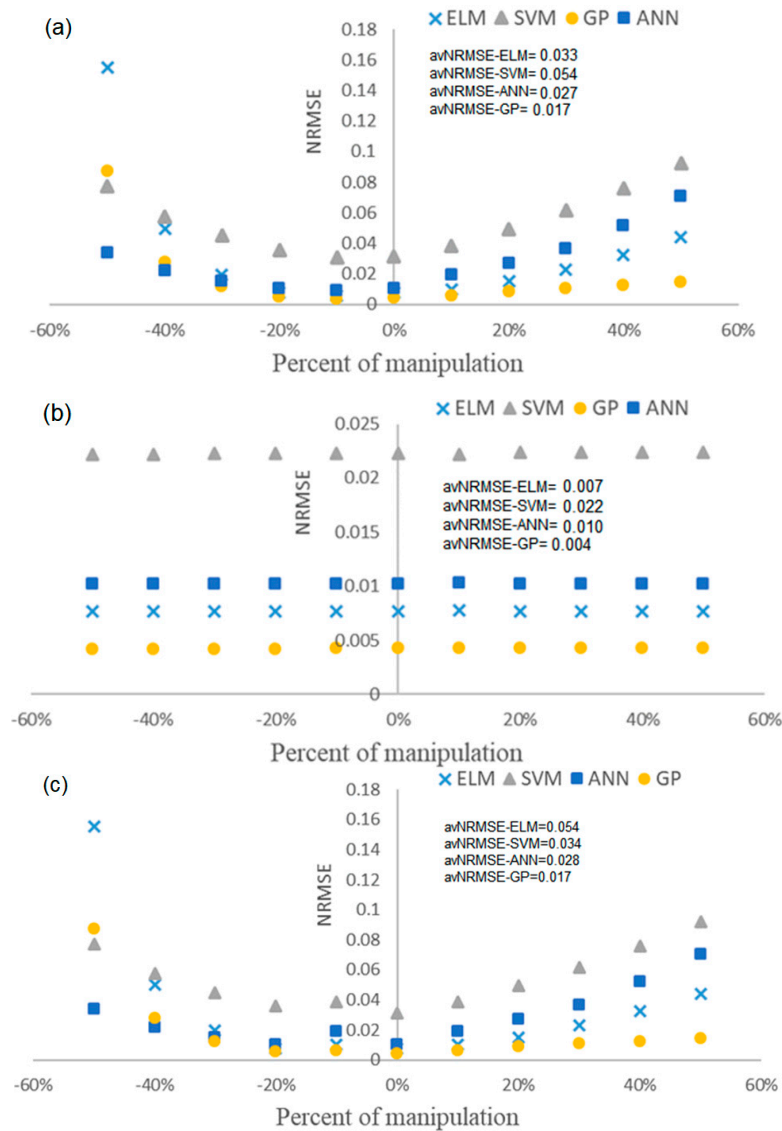 (a)
ELM SVM GP ANN
avNRMSE-ELM= 0.033
avNRMSE-SVM= 0.054
avNRMSE-ANN= 0.027
avNRMSE-GP= 0.017
NRMSE
0.18
0.16
0.14
0.12
0.1
0.08
0.06
0.04
0.02
0
-60% -40% -20% 0% 20% 40% 60%
Percent of manipulation
(b)
ELM SVM GP ANN
avNRMSE-ELM= 0.007
avNRMSE-SVM= 0.022
avNRMSE-ANN= 0.010
avNRMSE-GP= 0.004
NRMSE
0.025
0.02
0.015
0.01
0.005
0
-60% -40% -20% 0% 20% 40% 60%
Percent of manipulation
(c)
ELM SVM ANN GP
avNRMSE-ELM=0.054
avNRMSE-SVM=0.034
avNRMSE-ANN=0.028
avNRMSE-GP=0.017
NRMSE
0.18
0.16
0.14
0.12
0.1
0.08
0.06
0.04
0.02
0
-60% -40% -20% 0% 20% 40% 60%
Percent of manipulation